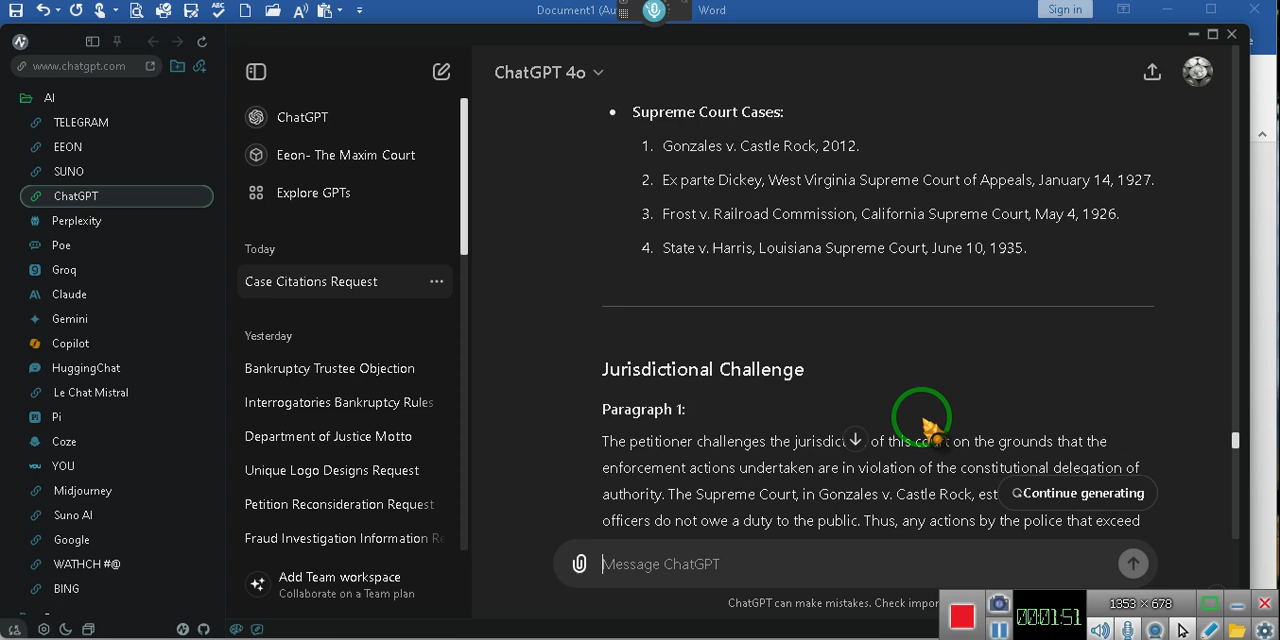 Document1 (Au
Word
Sign in
www.chatgpt.com
AI
TELEGRAM
EEON
SUNO
ChatGPT
Perplexity
Poe
Groq
Claude
Gemini
Copilot
HuggingChat
Le Chat Mistral
Pi
Coze
YOU
Midjourney
Suno AI
Google
WATHCH #@
BING
ChatGPT
Eeon- The Maxim Court
Explore GPTs
Today
Case Citations Request
Yesterday
Bankruptcy Trustee Objection
Interrogatories Bankruptcy Rules
Department of Justice Motto
Unique Logo Designs Request
Petition Reconsideration Request
Fraud Investigation Information Re
Add Team workspace
Collaborate on a Team plan
ChatGPT 4o
• Supreme Court Cases:
1. Gonzales v. Castle Rock, 2012.
2. Ex parte Dickey, West Virginia Supreme Court of Appeals, January 14, 1927.
3. Frost v. Railroad Commission, California Supreme Court, May 4, 1926.
4. State v. Harris, Louisiana Supreme Court, June 10, 1935.
Jurisdictional Challenge
Paragraph 1:
The petitioner challenges the jurisdic of this court on the grounds that the
enforcement actions undertaken are in violation of the constitutional delegation of
authority. The Supreme Court, in Gonzales v. Castle Rock, est
Continue generating
officers do not owe a duty to the public. Thus, any actions by the police that exceed
Message ChatGPT
ChatGPT can make mistakes. Check impor
00:01:51
1353 × 678